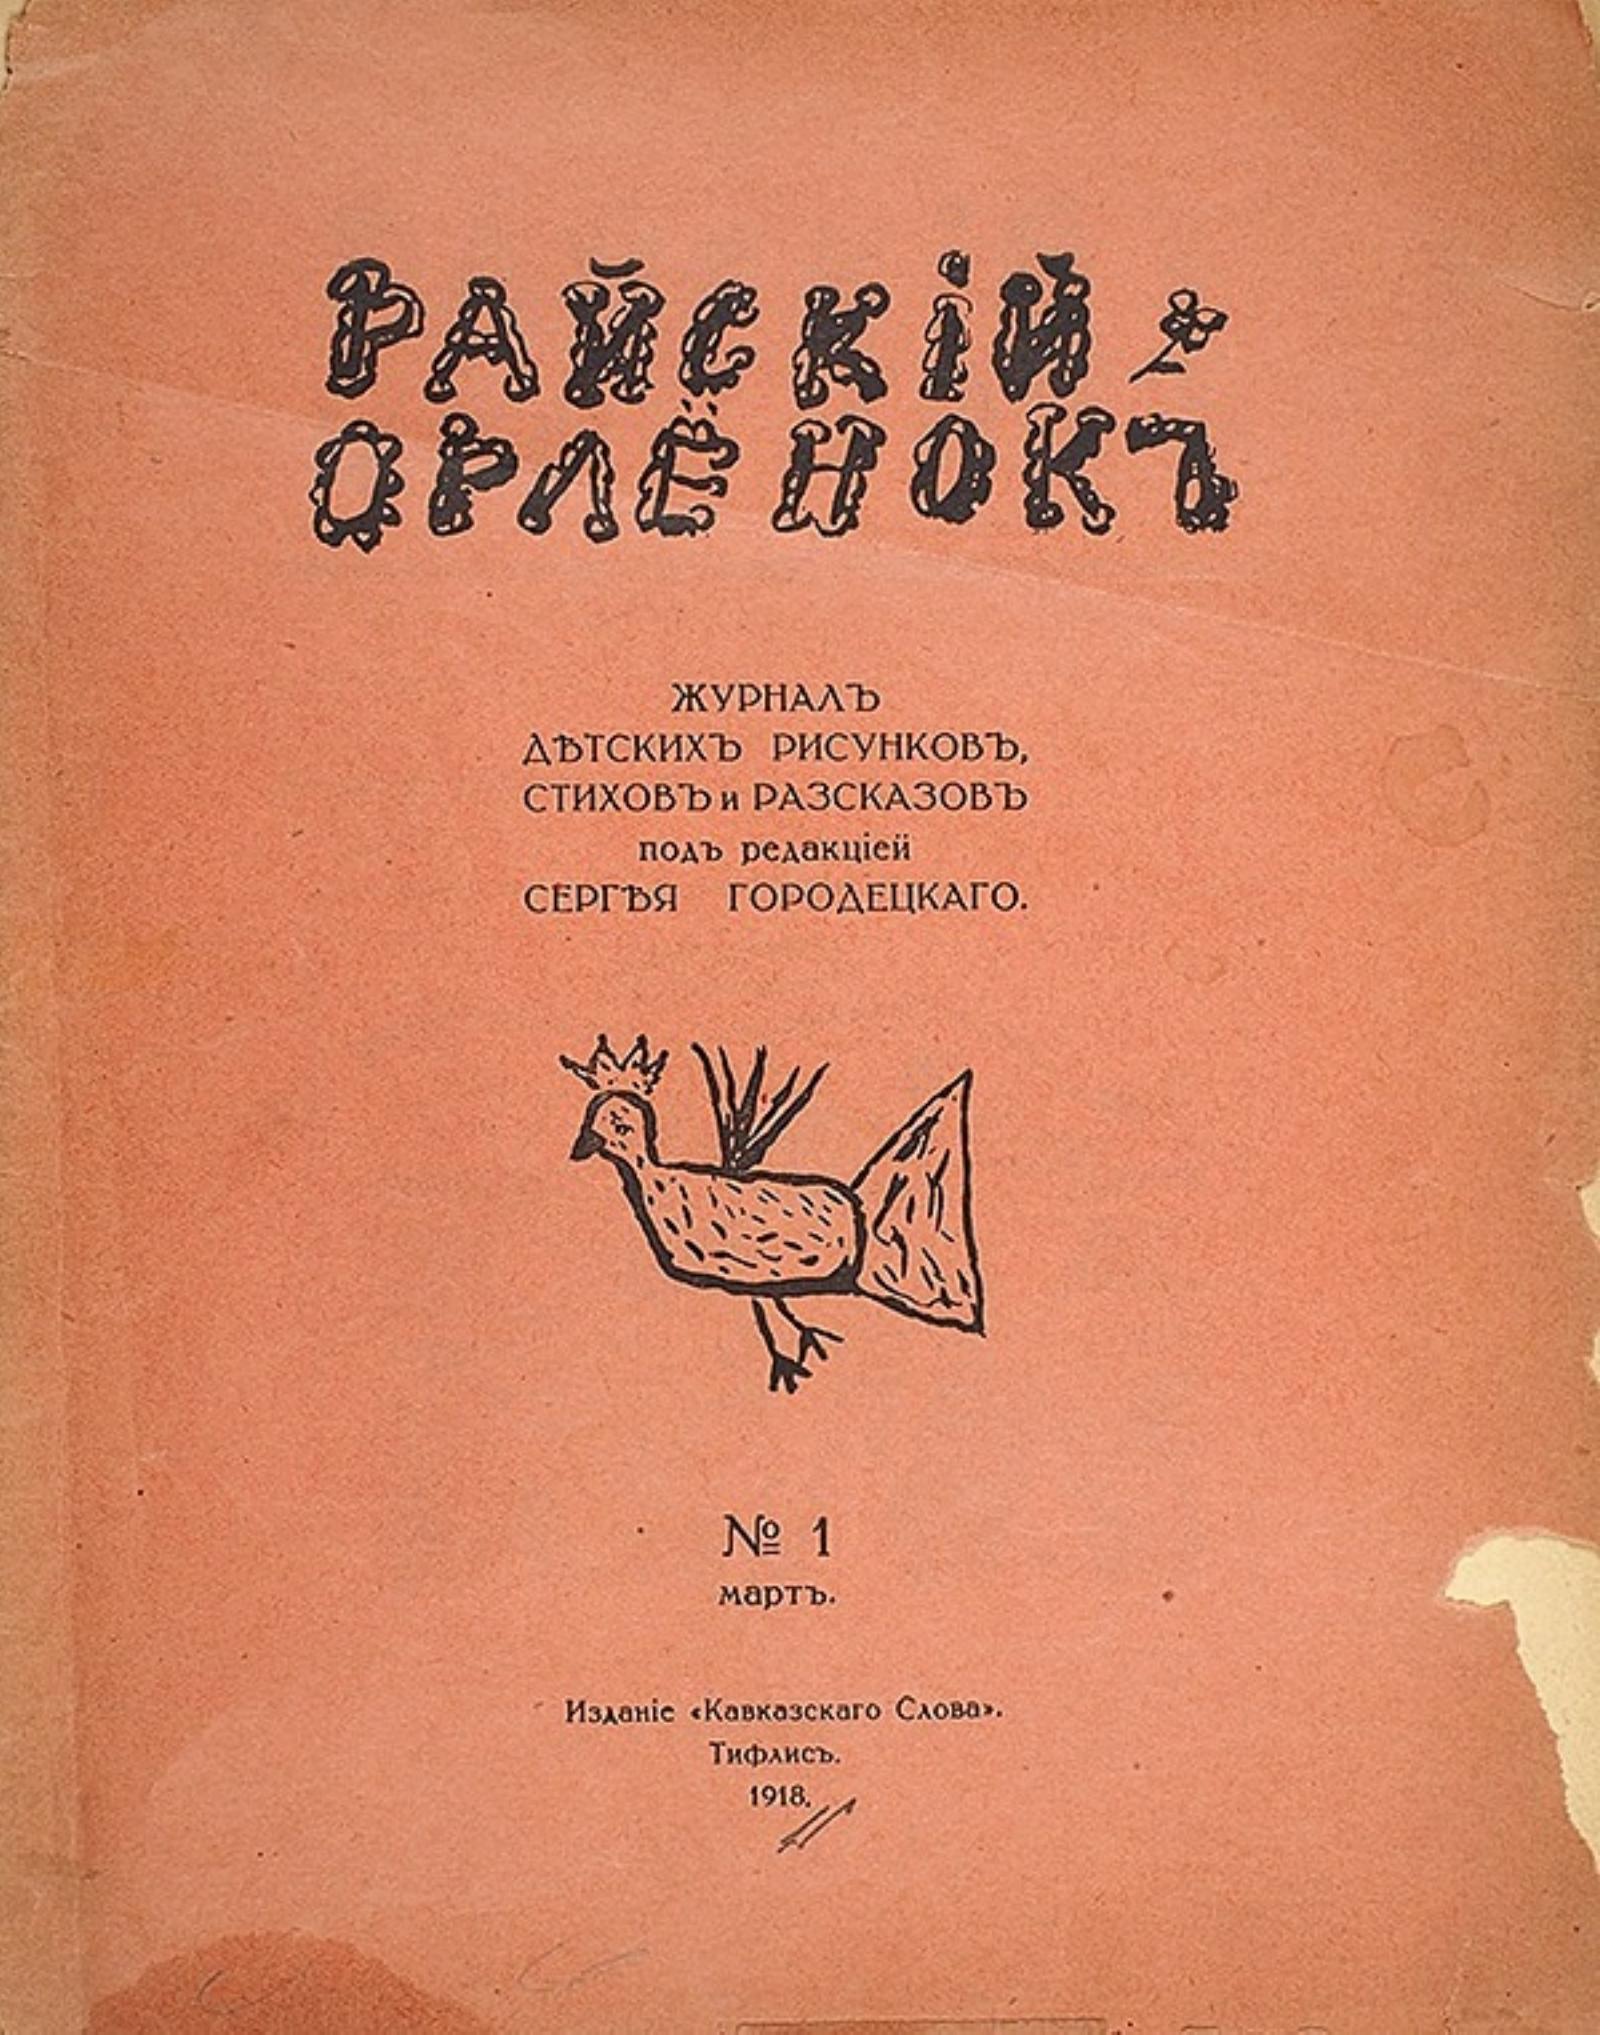 РАЙСКІЙ
ОРЛЁНОКЪ
ЖУРНАЛЪ
ДѢТСКИХЪ РИСУНКОВЪ,
СТИХОВЪ и РАЗСКАЗОВЪ
подъ редакціей
СЕРГѢЯ ГОРОДЕЦКАГО.
№ 1
мартъ.
Изданіе «Кавказскаго Слова».
Тифлисъ.
1918.